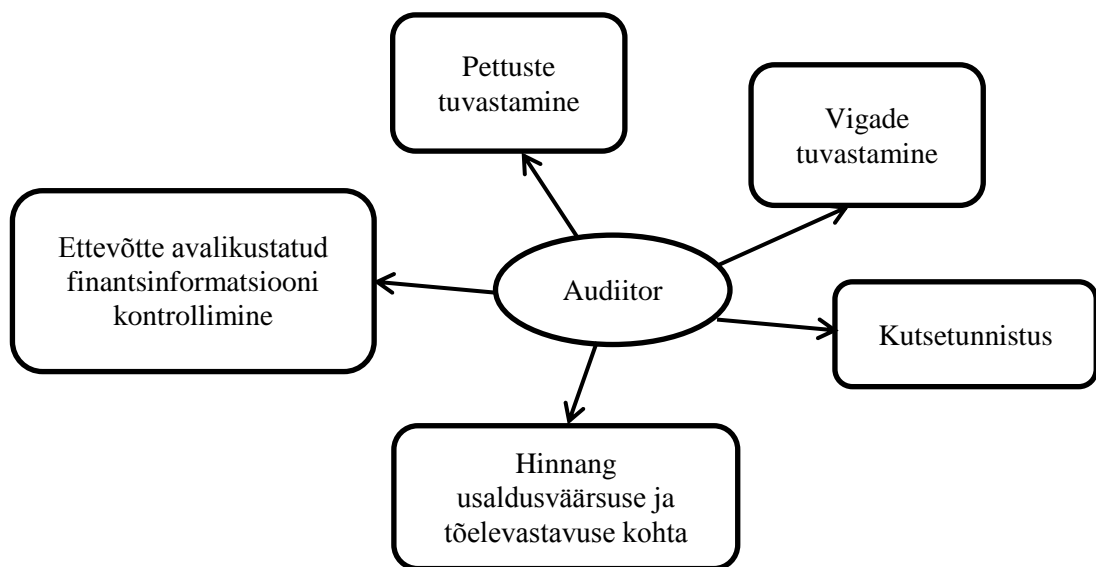 Pettuste
tuvastamine
Vigade
tuvastamine
Ettevõtte avalikustatud
finantsinformatsiooni
kontrollimine
Audiitor
Kutsetunnistus
Hinnang
usaldusväärsuse ja
tõelevastavuse kohta